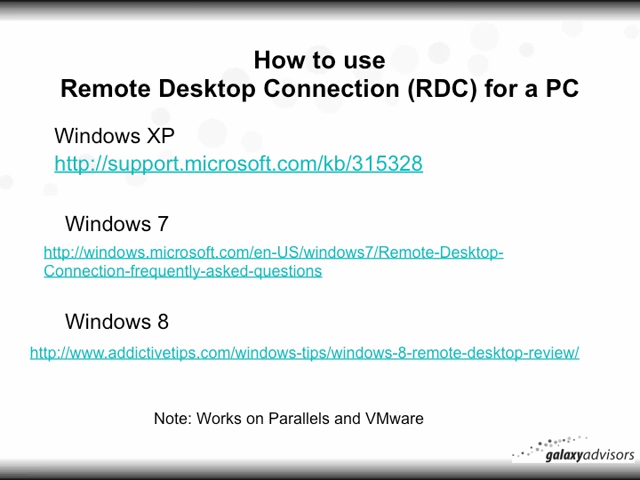 How to use
Remote Desktop Connection (RDC) for a PC
Windows XP
http://support.microsoft.com/kb/315328
Windows 7
http://windows.microsoft.com/en-US/windows7/Remote-Desktop-
Connection-frequently-asked-questions
Windows 8
http://www.addictivetips.com/windows-tips/windows-8-remote-desktop-review/
Note: Works on Parallels and VMware
galaxyadvisors